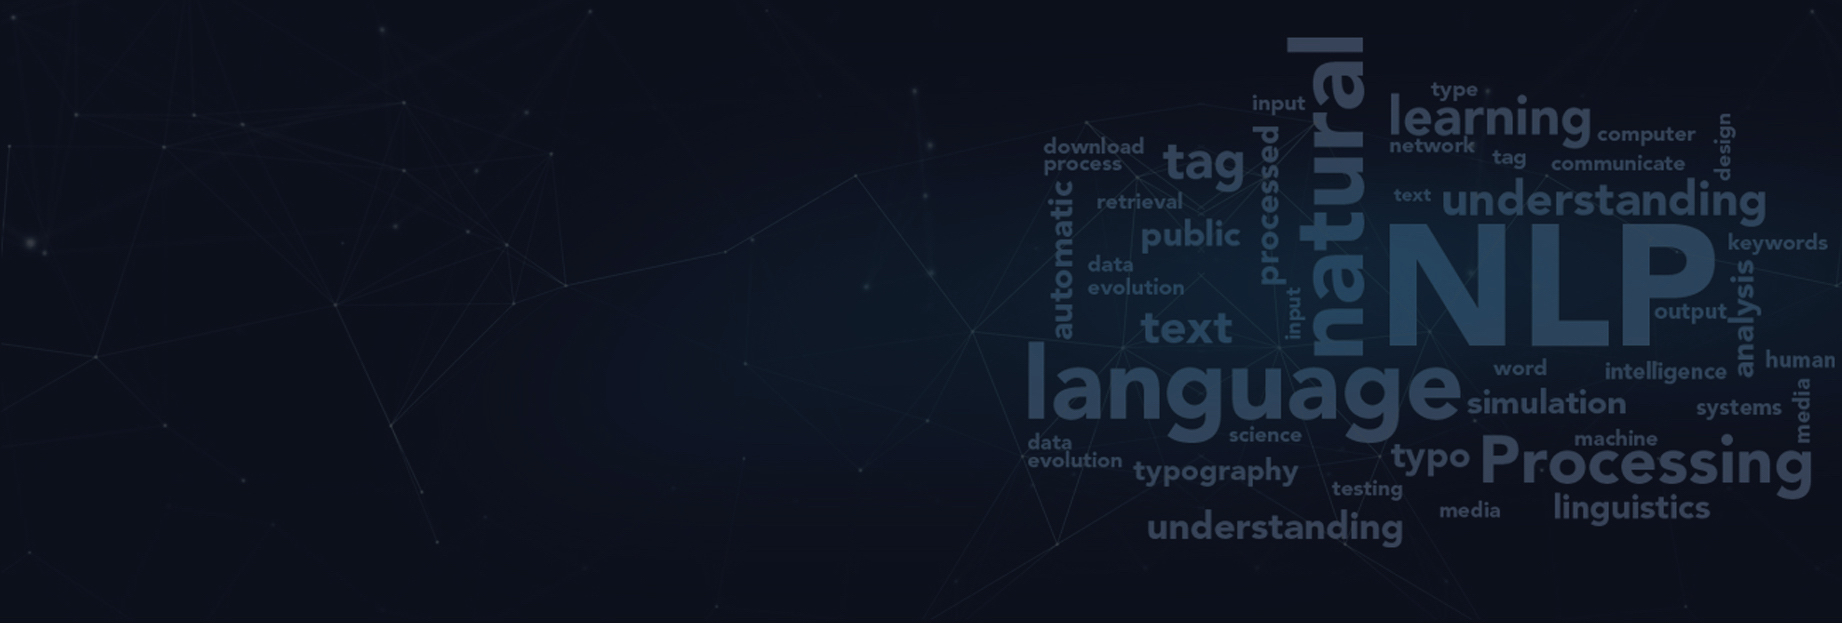 natural
type
input
learning
computer
design
processed
download
network
process
tag
tag
communicate
automatic
retrieval
text
understanding
public
NLP
keywords
data
analysis
evolution
input
output
text
language
word
intelligence
human
media
simulation
systems
data
science
machine
evolution
typography
typo
Processing
testing
media
linguistics
understanding